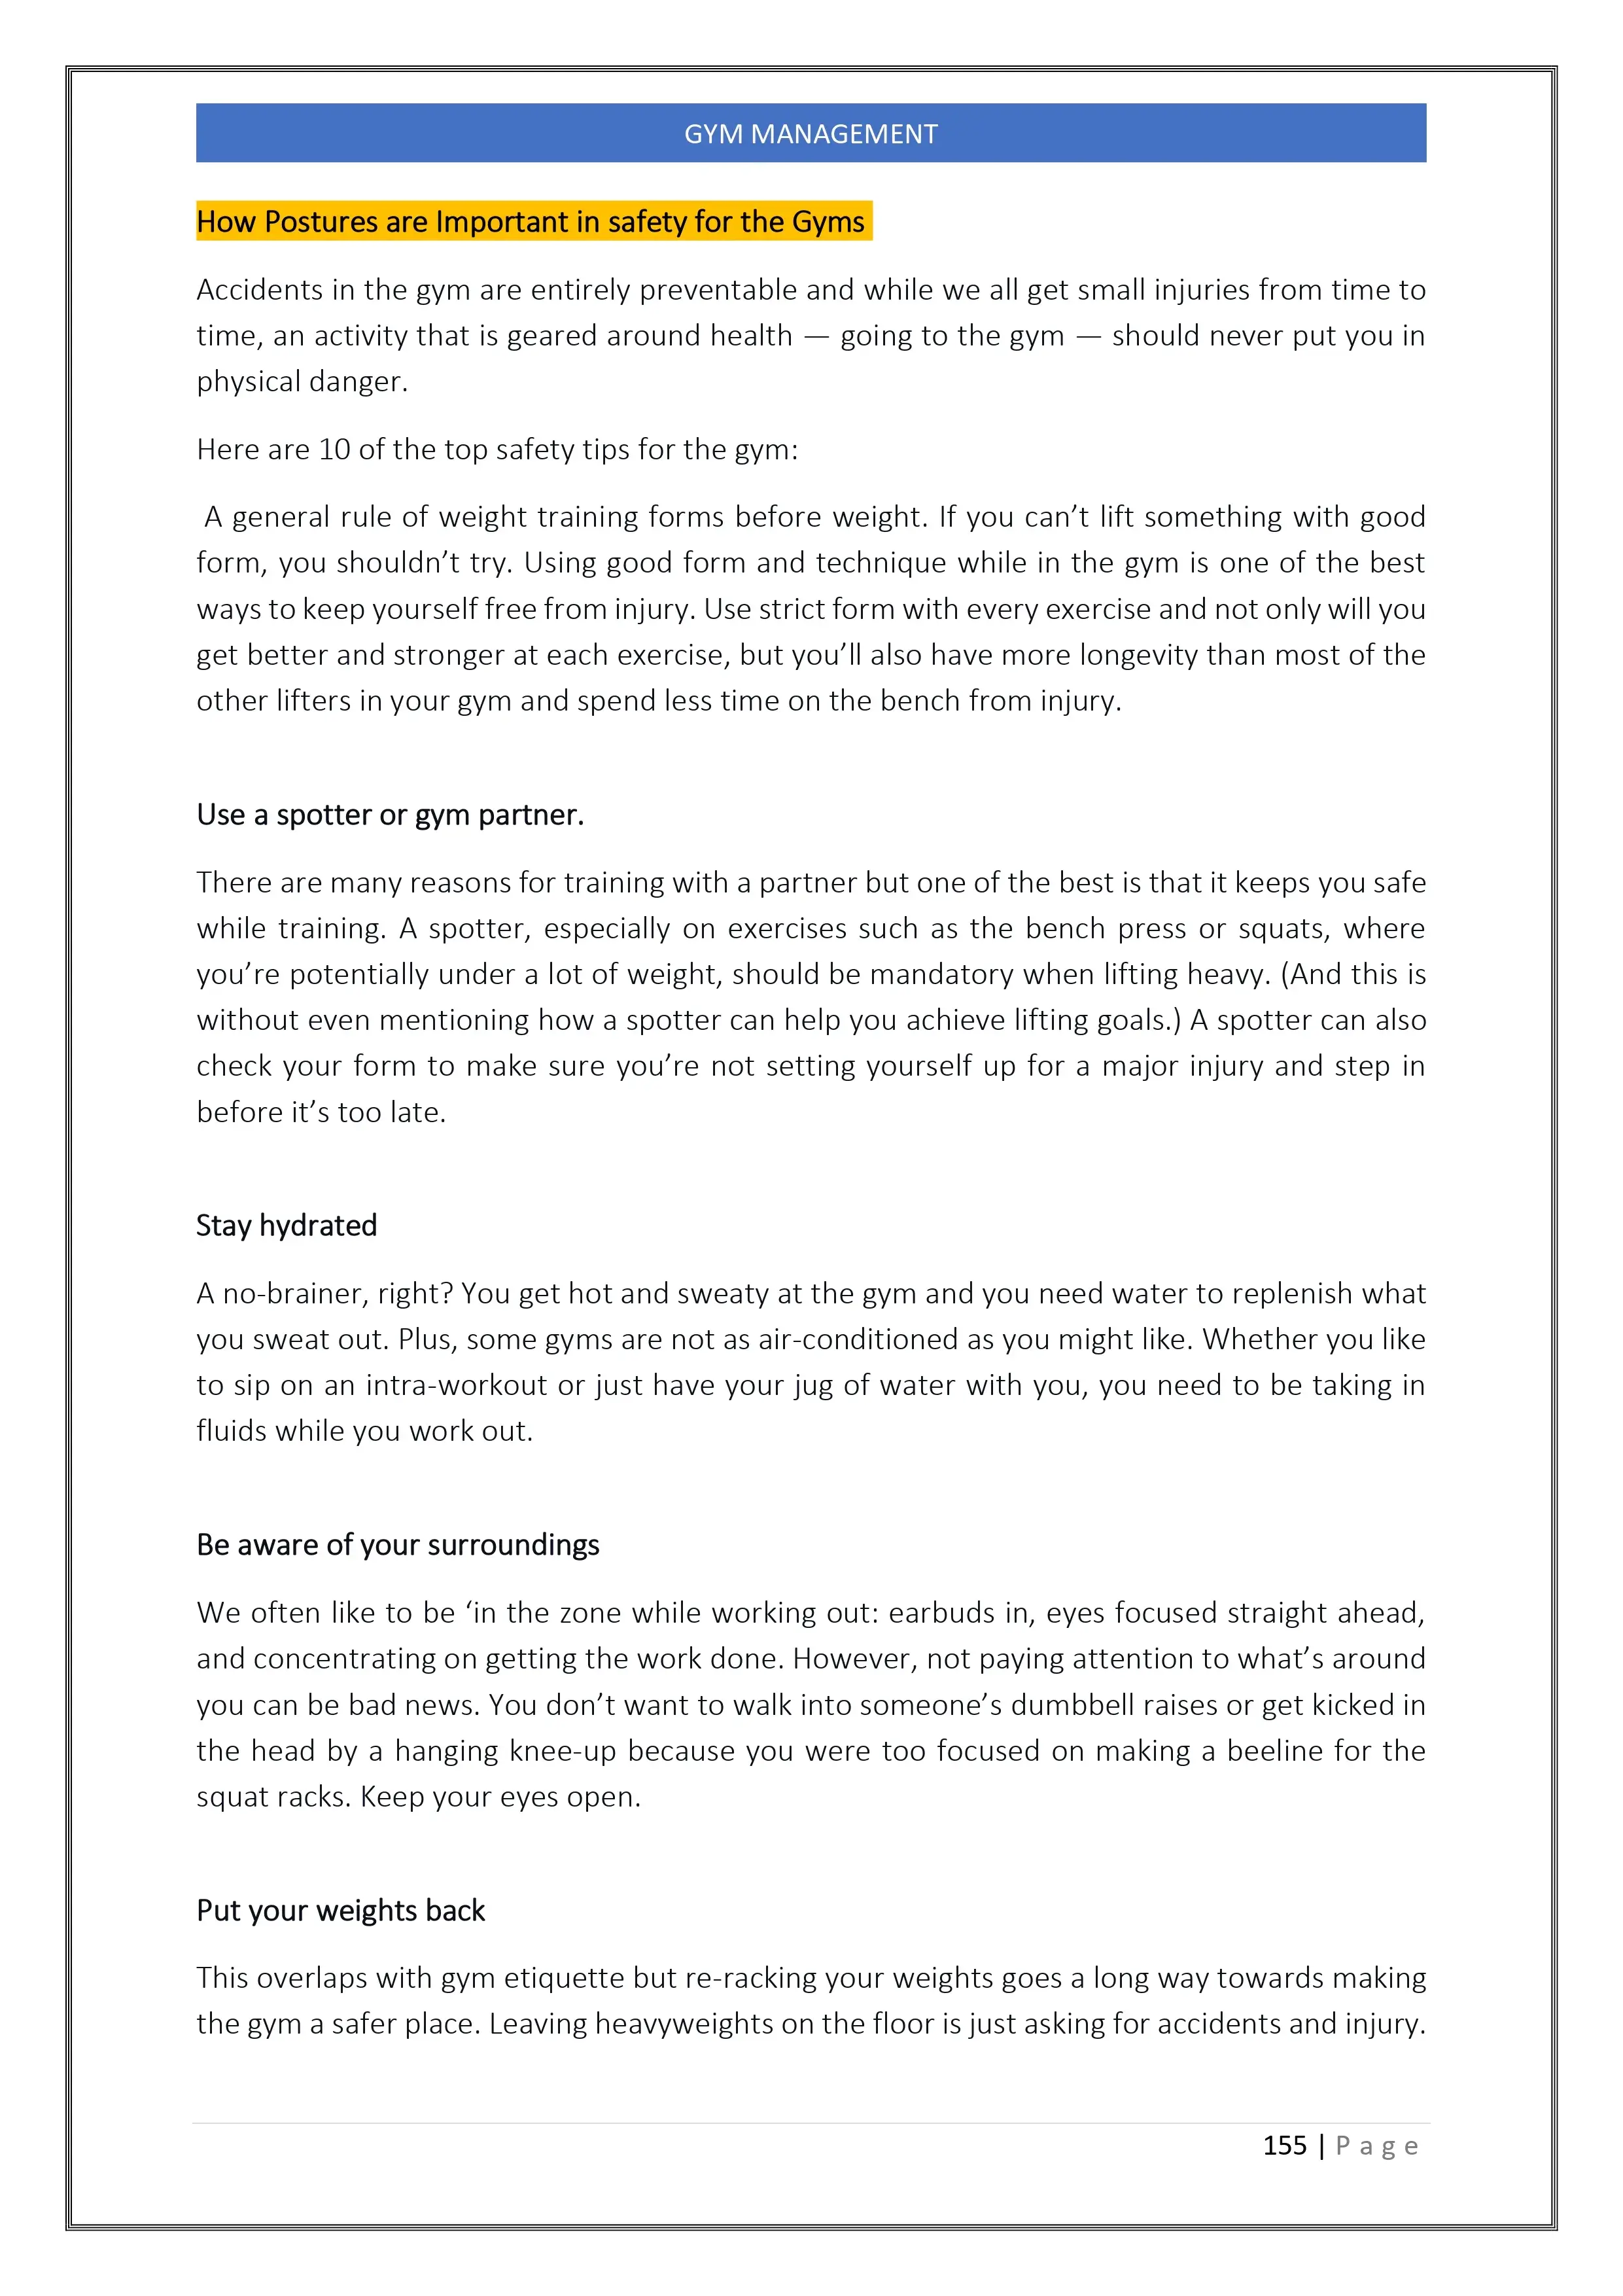 GYM MANAGEMENT
How Postures are Important in safety for the Gyms
Accidents in the gym are entirely preventable and while we all get small injuries from time to
time, an activity that is geared around health — going to the gym — should never put you in
physical danger.
Here are 10 of the top safety tips for the gym:
A general rule of weight training forms before weight. If you can’t lift something with good
form, you shouldn’t try. Using good form and technique while in the gym is one of the best
ways to keep yourself free from injury. Use strict form with every exercise and not only will you
get better and stronger at each exercise, but you’ll also have more longevity than most of the
other lifters in your gym and spend less time on the bench from injury.
Use a spotter or gym partner.
There are many reasons for training with a partner but one of the best is that it keeps you safe
while training. A spotter, especially on exercises such as the bench press or squats, where
you’re potentially under a lot of weight, should be mandatory when lifting heavy. (And this is
without even mentioning how a spotter can help you achieve lifting goals.) A spotter can also
check your form to make sure you’re not setting yourself up for a major injury and step in
before it’s too late.
Stay hydrated
A no-brainer, right? You get hot and sweaty at the gym and you need water to replenish what
you sweat out. Plus, some gyms are not as air-conditioned as you might like. Whether you like
to sip on an intra-workout or just have your jug of water with you, you need to be taking in
fluids while you work out.
Be aware of your surroundings
We often like to be ‘in the zone while working out: earbuds in, eyes focused straight ahead,
and concentrating on getting the work done. However, not paying attention to what’s around
you can be bad news. You don’t want to walk into someone’s dumbbell raises or get kicked in
the head by a hanging knee-up because you were too focused on making a beeline for the
squat racks. Keep your eyes open.
Put your weights back
This overlaps with gym etiquette but re-racking your weights goes a long way towards making
the gym a safer place. Leaving heavyweights on the floor is just asking for accidents and injury.
155 | Page